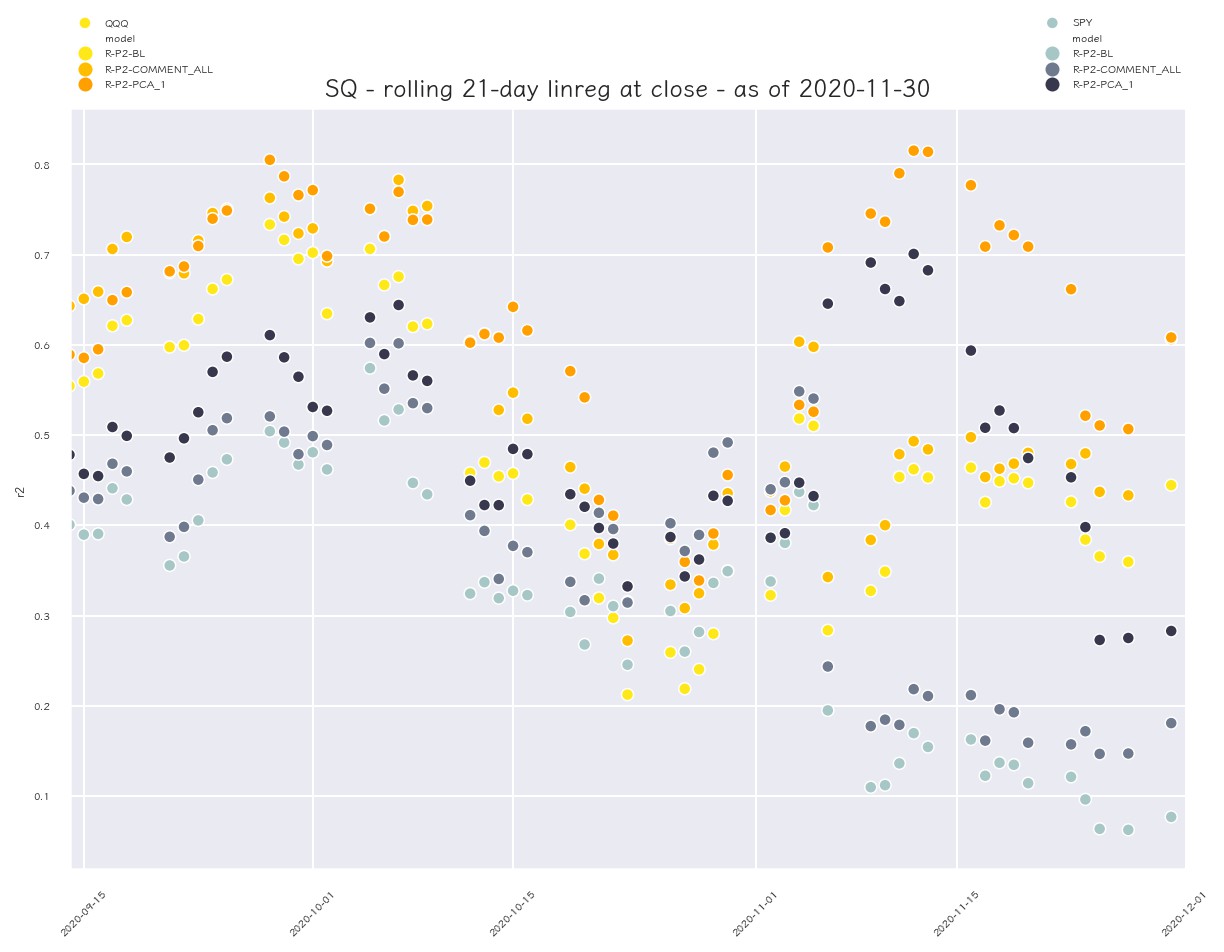 QQQ
model
R-P2-BL
R-P2-COMMENT_ALL
R-P2-PCA_1
SPY
model
R-P2-BL
R-P2-COMMENT_ALL
R-P2-PCA_1
SQ - rolling 21-day linreg at close - as of 2020-11-30
0.8
0.7
0.6
0.5
0.4
0.3
0.2
0.1
r2
2020-09-15
2020-10-01
2020-10-15
2020-11-01
2020-11-15
2020-12-01